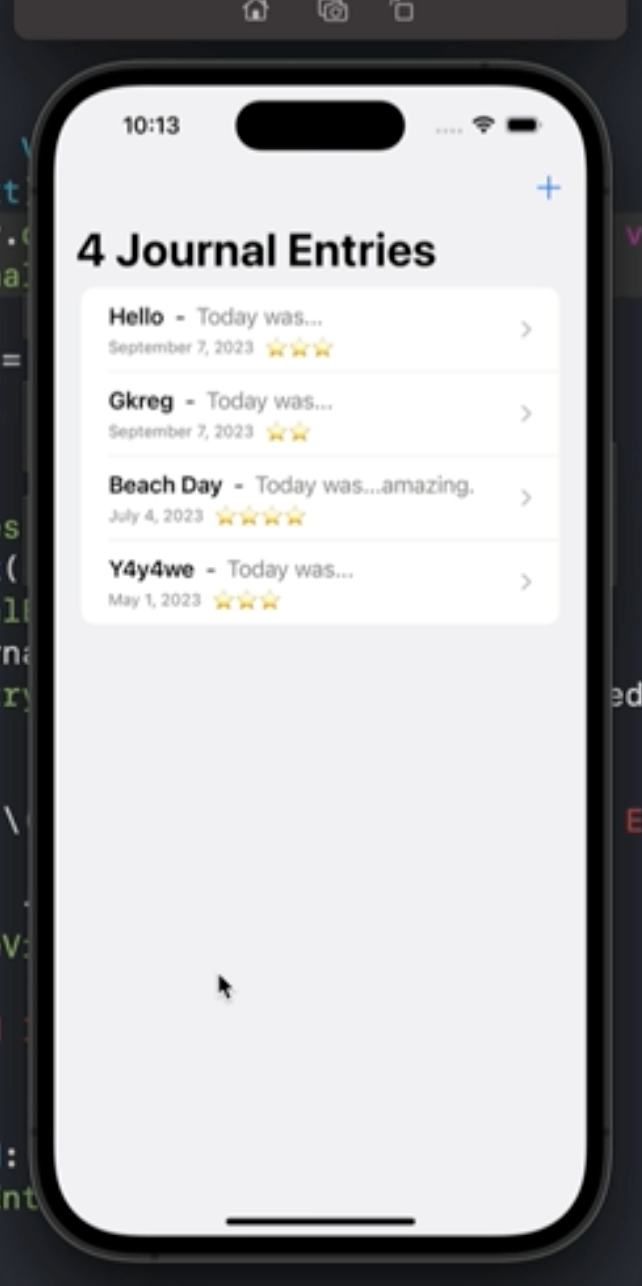 10:13
4 Journal Entries
Hello - Today was...
September 7, 2023 ⭐⭐⭐
Gkreg - Today was...
September 7, 2023 ⭐⭐
Beach Day - Today was...amazing.
July 4, 2023 ⭐⭐⭐⭐
Y4y4we - Today was...
May 1, 2023 ⭐⭐⭐